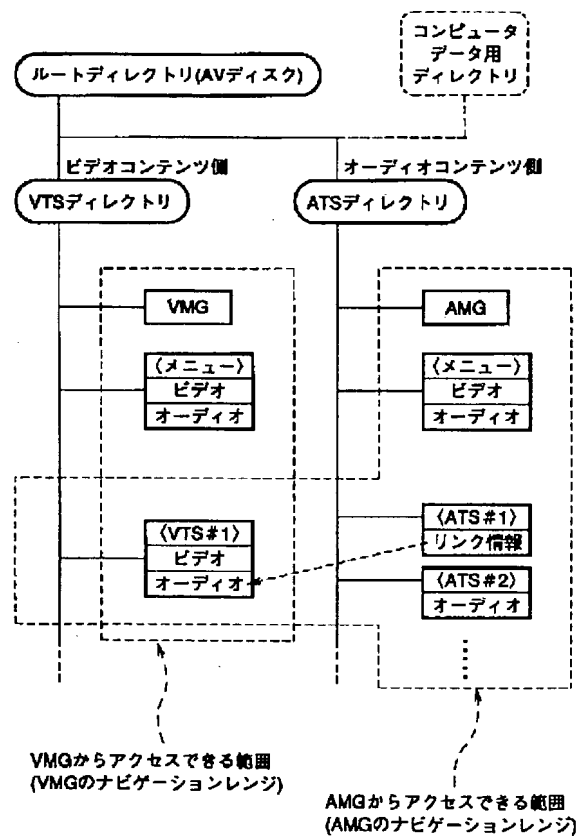 コンピュータ
データ用
ディレクトリ
ルートディレクトリ(AVディスク)
ビデオコンテンツ側
オーディオコンテンツ側
VTSディレクトリ
ATSディレクトリ
VMG
AMG
〈メニュー〉
ビデオ
オーディオ
〈メニュー〉
ビデオ
オーディオ
〈VTS#1〉
ビデオ
オーディオ
〈ATS#1〉
リンク情報
〈ATS#2〉
オーディオ
VMGからアクセスできる範囲
(VMGのナビゲーションレンジ)
AMGからアクセスできる範囲
(AMGのナビゲーションレンジ)